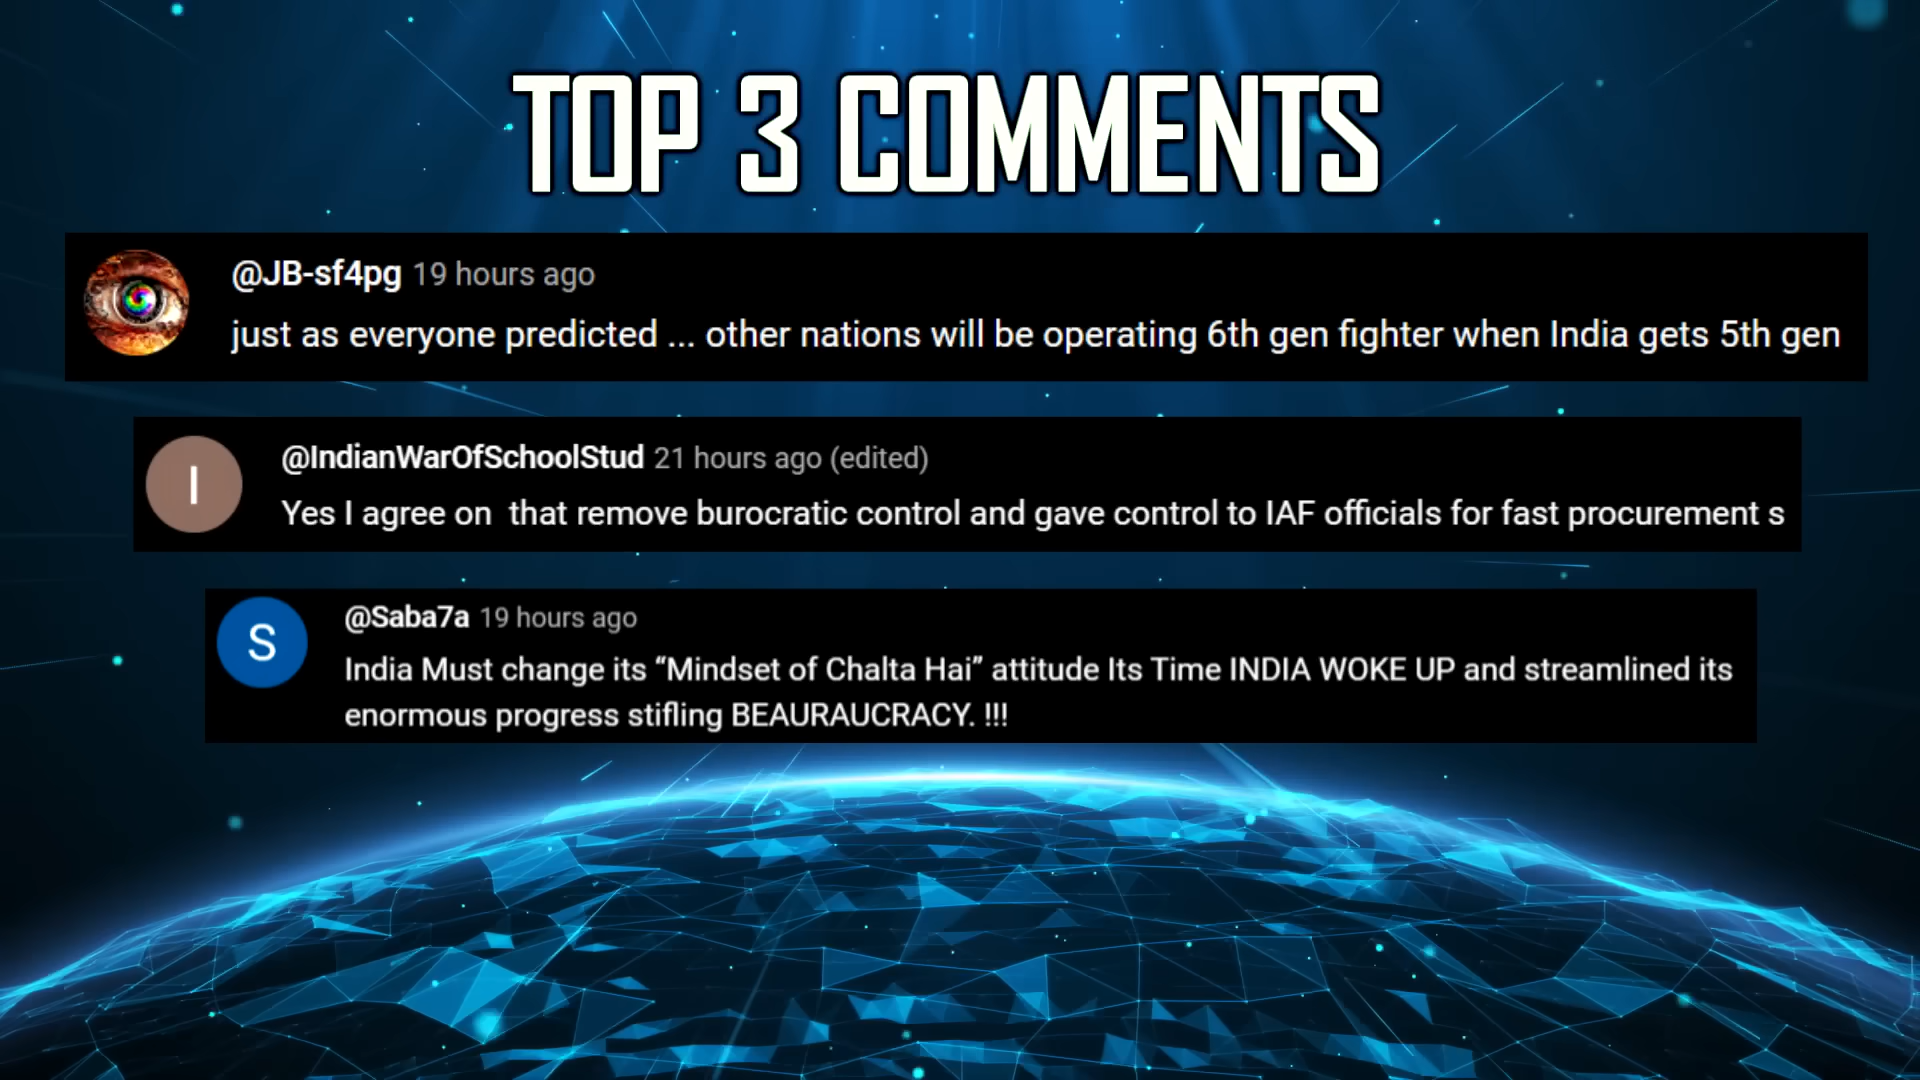 TOP 3 COMMENTS
@JB-sf4pg 19 hours ago
just as everyone predicted ... other nations will be operating 6th gen fighter when India gets 5th gen
I
@IndianWarOfSchoolStud 21 hours ago (edited)
Yes I agree on  that remove burocratic control and gave control to IAF officials for fast procurement s
S
@Saba7a 19 hours ago
India Must change its “Mindset of Chalta Hai” attitude Its Time INDIA WOKE UP and streamlined its
enormous progress stifling BEAURAUCRACY. !!!